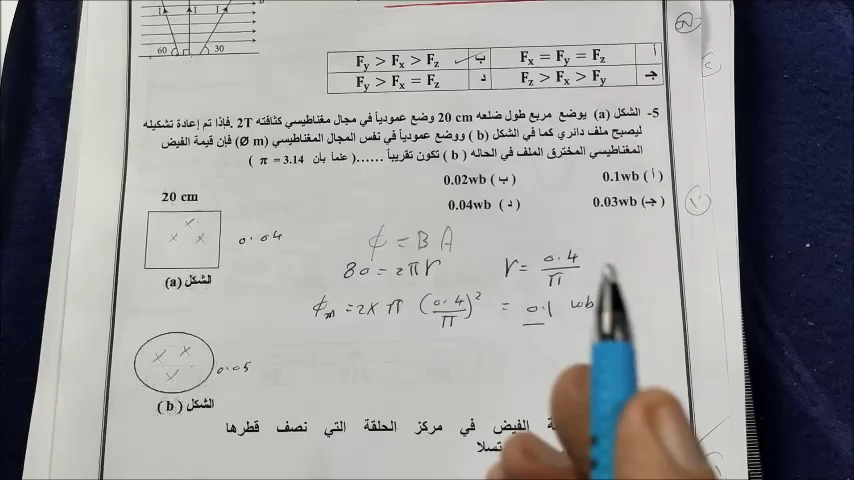 60 30
أ Fx = Fy = Fz ب Fy > Fx > Fz
جـ Fz > Fx > Fy د Fy > Fx = Fz
5- الشكل (a) يوضع مربع طول ضلعه 20 cm وضع عمودياً في مجال مغناطيسي كثافته 2T .فإذا تم إعادة تشكيله
ليصبح ملف دائري كما في الشكل (b ) ووضع عمودياً في نفس المجال المغناطيسي (Ø m) فإن قيمة الفيض
المغناطيسي المخترق الملف في الحاله ( b ) تكون تقريباً ......( علماً بأن π = 3.14 )
أ ) 0.1wb ب ) 0.02wb
جـ) 0.03wb د ) 0.04wb
20 cm
x x x 0.04
الشكل (a)
ϕ = B A
80 = 2πr r = 0.4/π
ϕm = 2x π (0.4/π)² = 0.1 wb
x x x 0.05
الشكل (b )
ة الفيض في مركز الحلقة التي نصف قطرها
تسلا